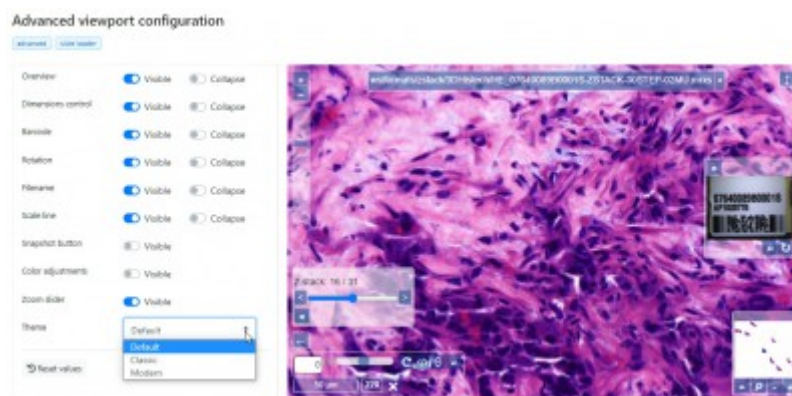 Advanced viewport configuration
advanced slide loader
Overview Visible Collapse
Dimensions control Visible Collapse
Barcode Visible Collapse
Rotation Visible Collapse
Filename Visible Collapse
Scale line Visible Collapse
Snapshot button Visible
Color adjustments Visible
Zoom slider Visible
Theme Default
Default
Classic
Modern
Reset values
Z-stack: 16 / 31
0
50 µm